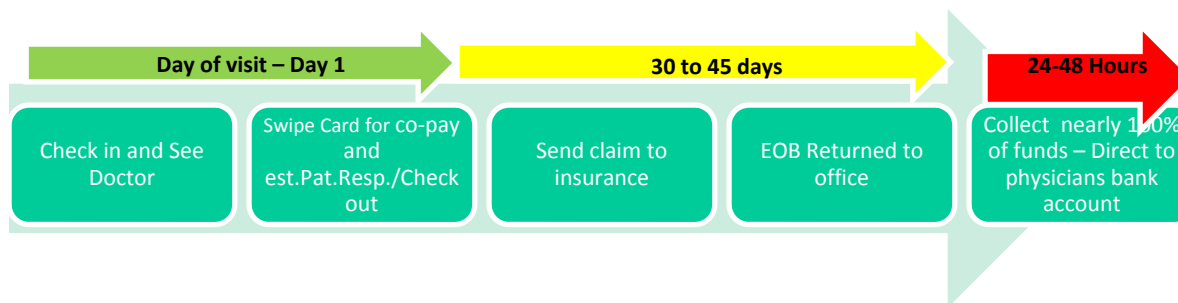 Day of visit – Day 1
30 to 45 days
24-48 Hours
Check in and See
Doctor
Swipe Card for co-pay
and
est.Pat.Resp./Check
out
Send claim to
insurance
EOB Returned to
office
Collect nearly 100%
of funds – Direct to
physicians bank
account